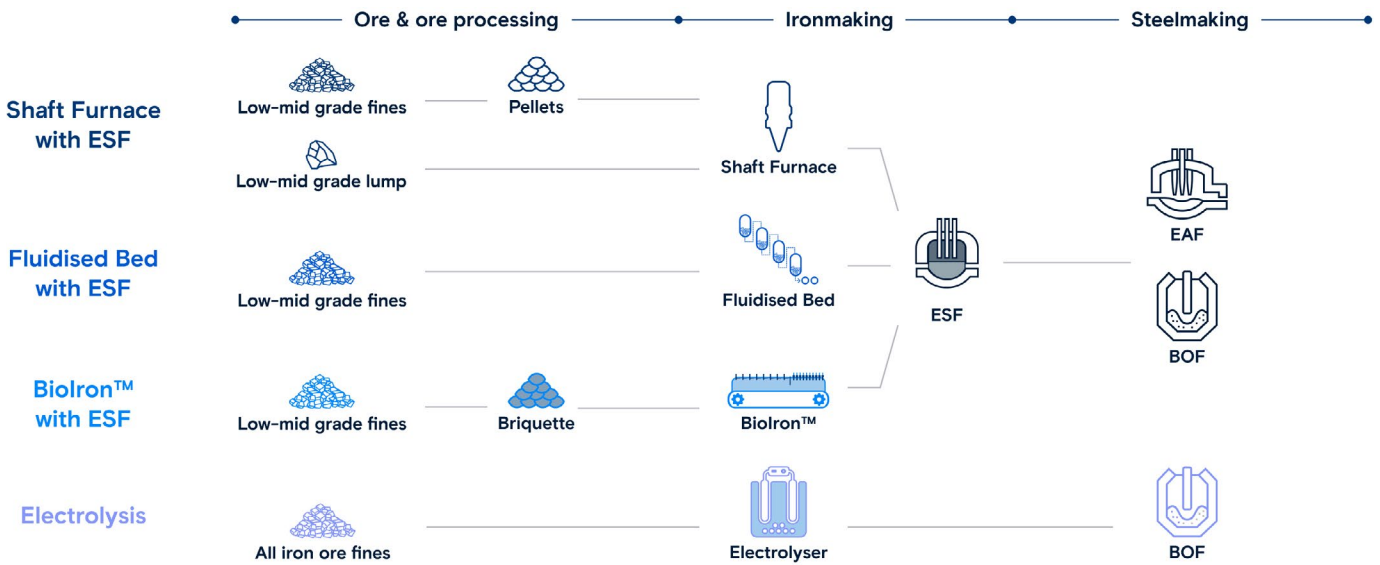 Ore & ore processing
Ironmaking
Steelmaking
Shaft Furnace
with ESF
Low-mid grade fines
Pellets
Low-mid grade lump
Shaft Furnace
Fluidised Bed
with ESF
Low-mid grade fines
Fluidised Bed
ESF
EAF
BOF
BioIron™
with ESF
Low-mid grade fines
Briquette
BioIron™
Electrolysis
All iron ore fines
Electrolyser
BOF